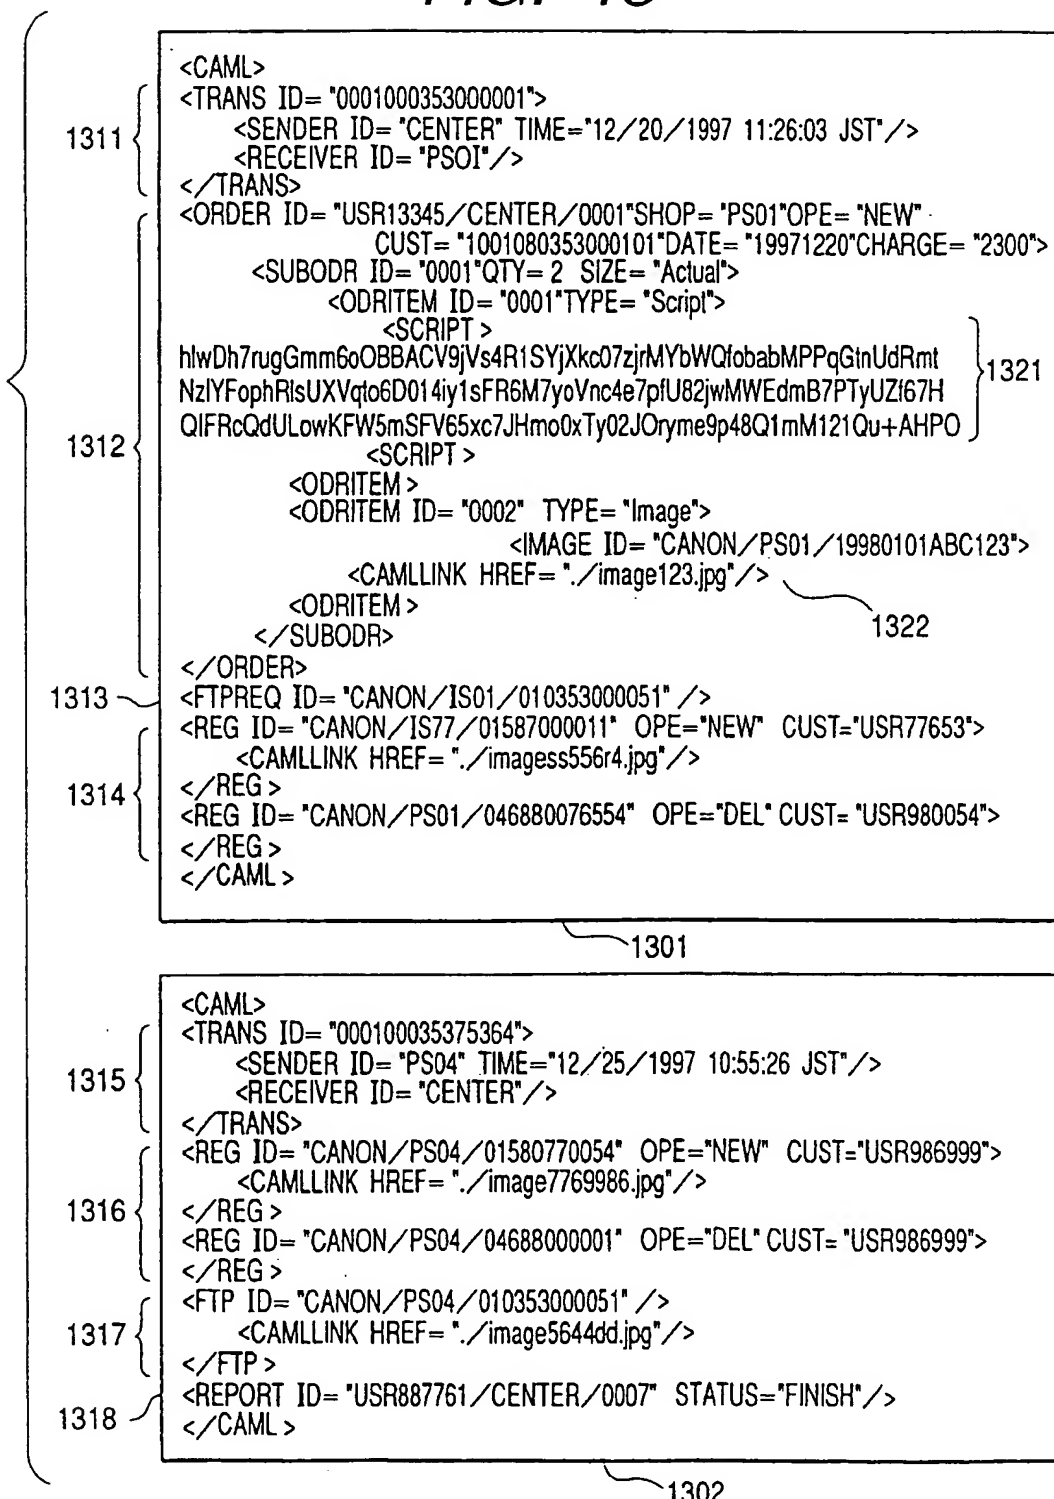 <CAML>
1311
<TRANS ID= "0001000353000001">
<SENDER ID= "CENTER" TIME="12/20/1997 11:26:03 JST"/>
<RECEIVER ID= "PSOI"/>
</TRANS>
1312
<ORDER ID= "USR13345/CENTER/0001"SHOP= "PS01"OPE= "NEW"
CUST= "1001080353000101"DATE= "19971220"CHARGE= "2300">
<SUBODR ID= "0001"QTY= 2 SIZE= "Actual">
<ODRITEM ID= "0001"TYPE= "Script">
<SCRIPT >
hIwDh7rugGmm6oOBBACV9jVs4R1SYjXkc07zjrMYbWQfobabMPPqGtnUdRmt
NzIYFophRIsUXVqto6D014iy1sFR6M7yoVnc4e7pfU82jwMWEdmB7PTyUZf67H
QIFRcQdULowKFW5mSFV65xc7JHmo0xTy02JOryme9p48Q1mM121Qu+AHPO
1321
<SCRIPT >
<ODRITEM >
<ODRITEM ID= "0002" TYPE= "Image">
<IMAGE ID= "CANON/PS01/19980101ABC123">
<CAMLLINK HREF= "./image123.jpg"/>
1322
<ODRITEM >
</SUBODR>
</ORDER>
1313
<FTPREQ ID= "CANON/IS01/010353000051" />
1314
<REG ID= "CANON/IS77/01587000011" OPE="NEW" CUST="USR77653">
<CAMLLINK HREF= "./imagess556r4.jpg"/>
</REG >
<REG ID= "CANON/PS01/046880076554" OPE="DEL" CUST= "USR980054">
</REG >
</CAML >
1301
<CAML>
1315
<TRANS ID= "000100035375364">
<SENDER ID= "PS04" TIME="12/25/1997 10:55:26 JST"/>
<RECEIVER ID= "CENTER"/>
</TRANS>
1316
<REG ID= "CANON/PS04/01580770054" OPE="NEW" CUST="USR986999">
<CAMLLINK HREF= "./image7769986.jpg"/>
</REG >
<REG ID= "CANON/PS04/04688000001" OPE="DEL" CUST= "USR986999">
</REG >
1317
<FTP ID= "CANON/PS04/010353000051" />
<CAMLLINK HREF= "./image5644dd.jpg"/>
</FTP >
1318
<REPORT ID= "USR887761/CENTER/0007" STATUS="FINISH"/>
</CAML >
1302